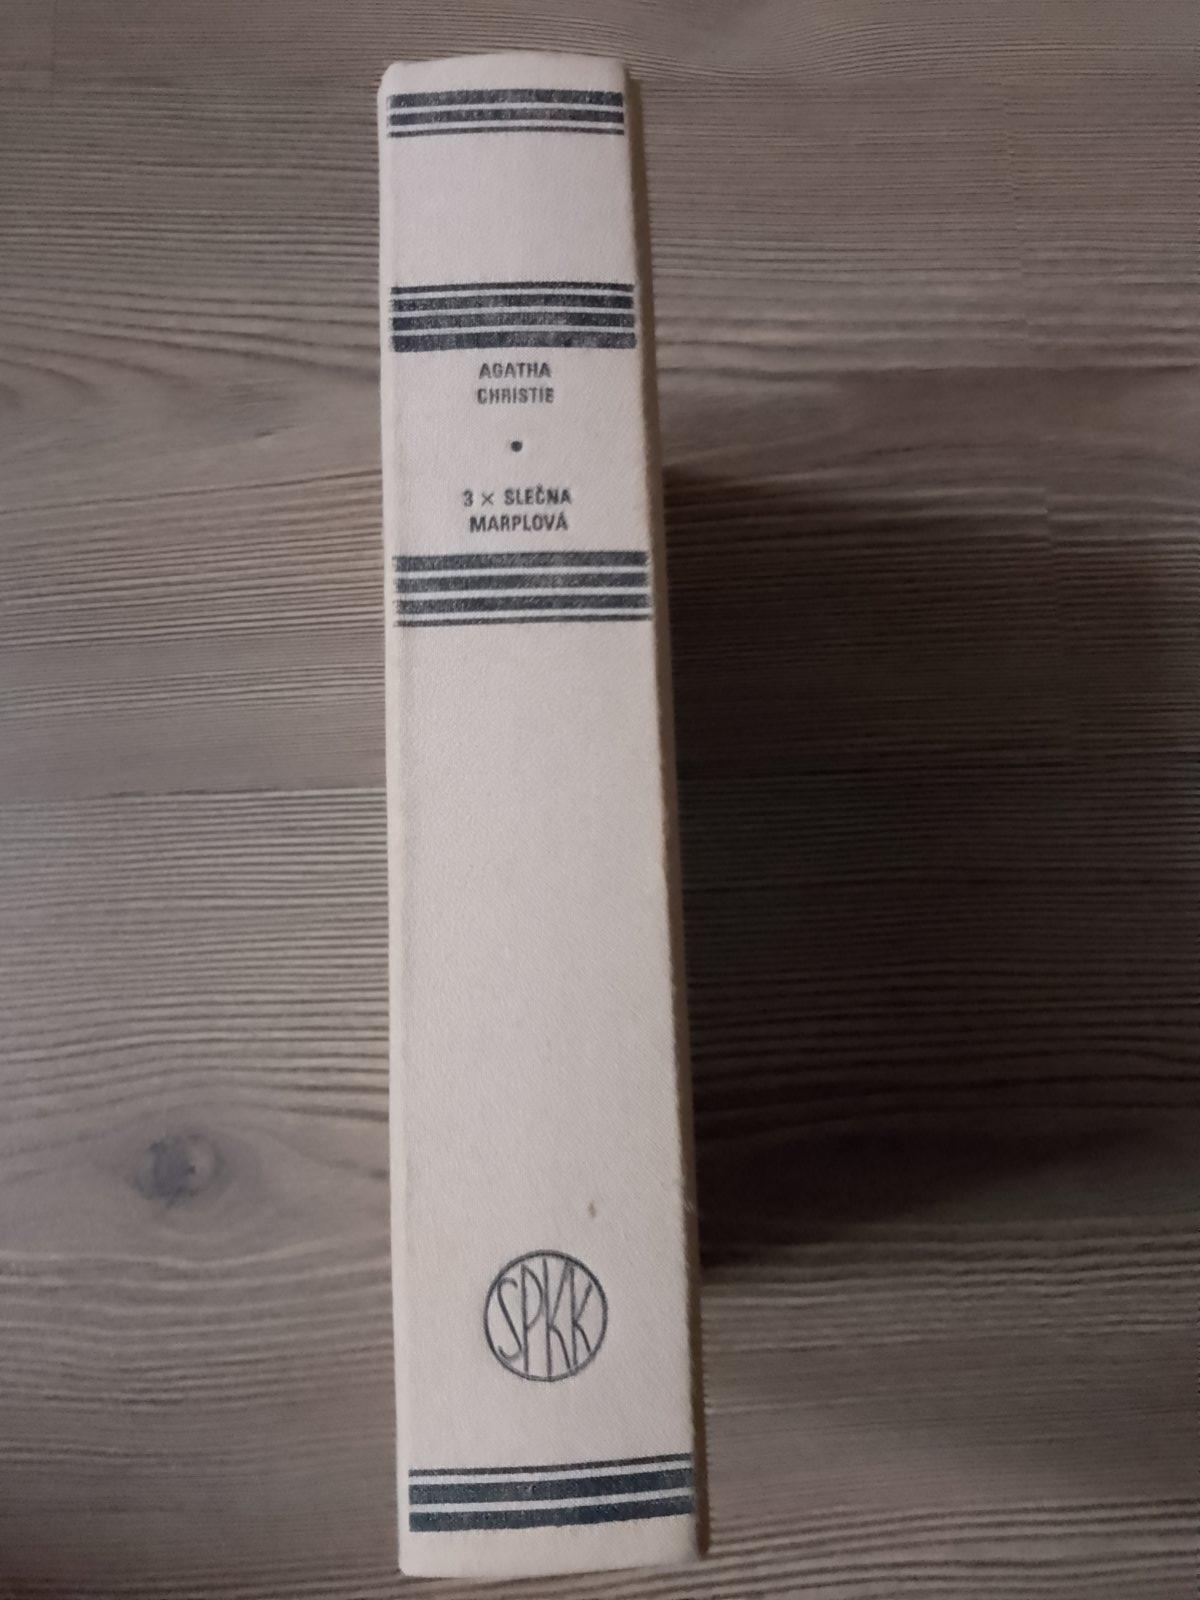 AGATHA
CHRISTIE
•
3 × SLEČNA
MARPLOVÁ
SPKK